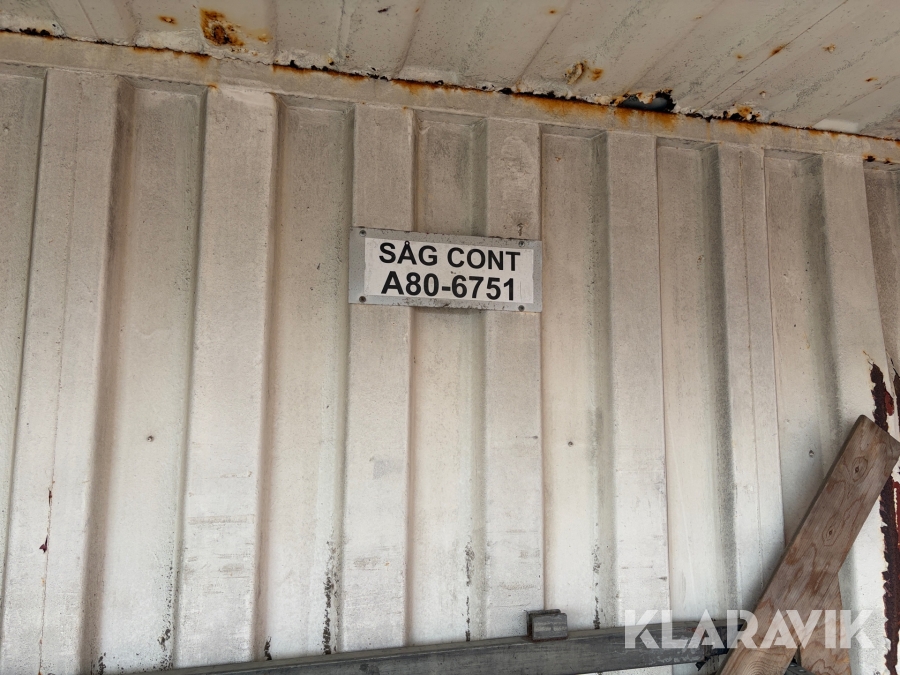 SÅG CONT
A80-6751
KLARAVIK